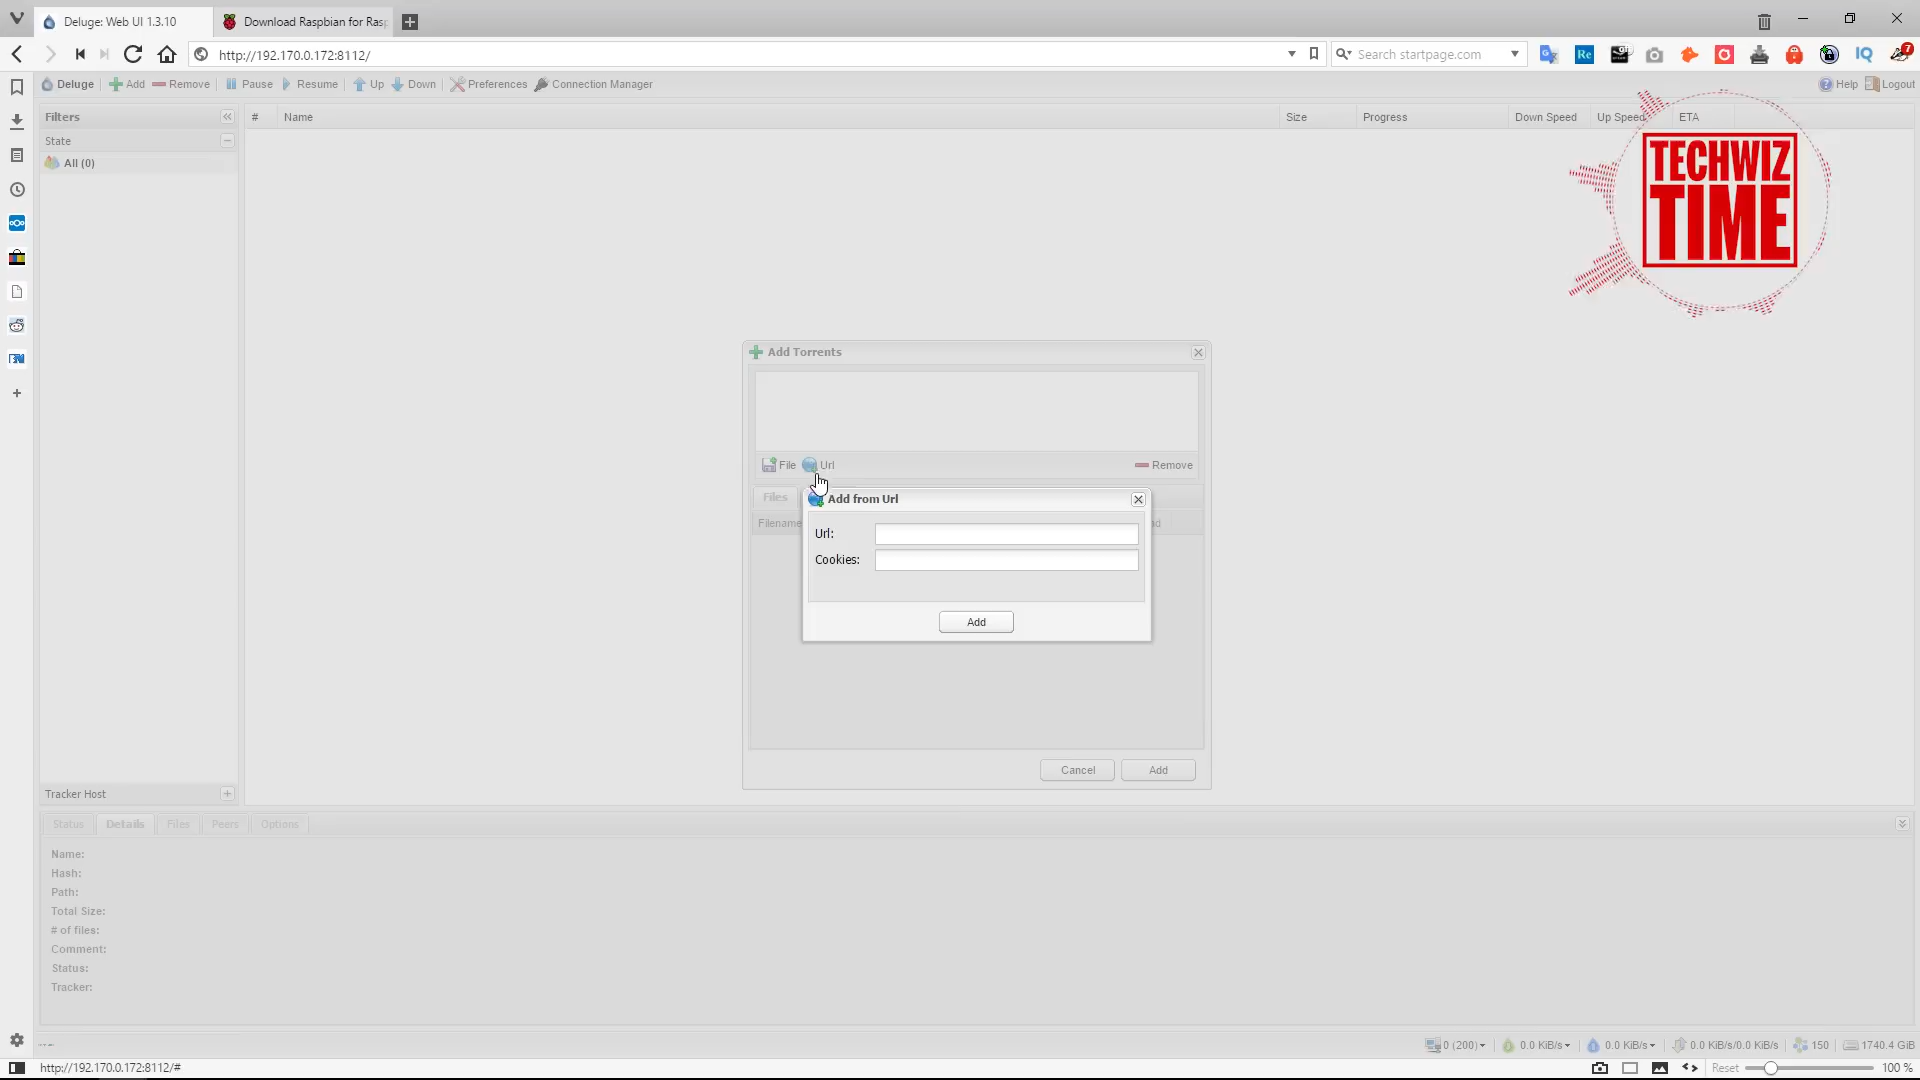 Deluge: Web UI 1.3.10
Download Raspbian for Rasp
http://192.170.0.172:8112/
Search startpage.com
7
Deluge
Add
Remove
Pause
Resume
Up
Down
Preferences
Connection Manager
Help
Logout
Filters
#
Name
Size
Progress
Down Speed
Up Speed
ETA
State
All (0)
TECHWIZ
TIME
Add Torrents
File
Url
Remove
Files
Add from Url
Filename
Url:
Cookies:
Add
Cancel
Add
Tracker Host
Status
Details
Files
Peers
Options
Name:
Hash:
Path:
Total Size:
# of files:
Comment:
Status:
Tracker:
0 (200)
0.0 KiB/s
0.0 KiB/s
0.0 KiB/s/0.0 KiB/s
150
1740.4 GiB
http://192.170.0.172:8112/#
Reset
100 %